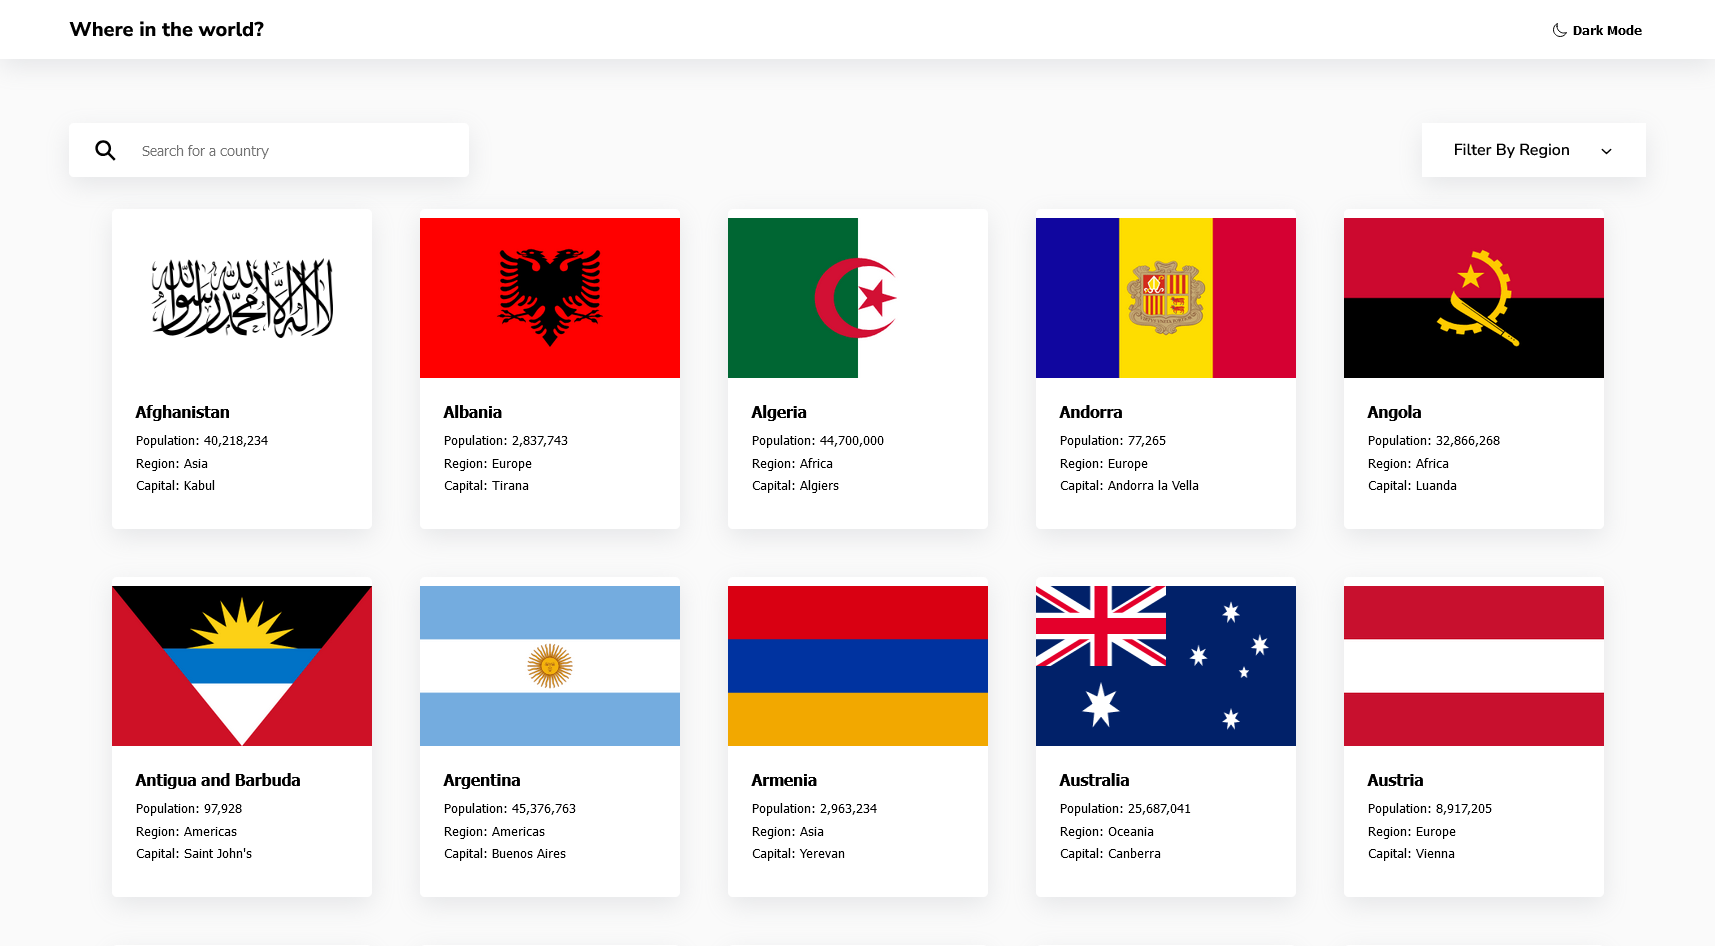 Where in the world?
Dark Mode
Search for a country
Filter By Region
لا إله إلا الله محمد رسول الله
Afghanistan
Population: 40,218,234
Region: Asia
Capital: Kabul
Albania
Population: 2,837,743
Region: Europe
Capital: Tirana
Algeria
Population: 44,700,000
Region: Africa
Capital: Algiers
Andorra
Population: 77,265
Region: Europe
Capital: Andorra la Vella
Angola
Population: 32,866,268
Region: Africa
Capital: Luanda
Antigua and Barbuda
Population: 97,928
Region: Americas
Capital: Saint John's
Argentina
Population: 45,376,763
Region: Americas
Capital: Buenos Aires
Armenia
Population: 2,963,234
Region: Asia
Capital: Yerevan
Australia
Population: 25,687,041
Region: Oceania
Capital: Canberra
Austria
Population: 8,917,205
Region: Europe
Capital: Vienna